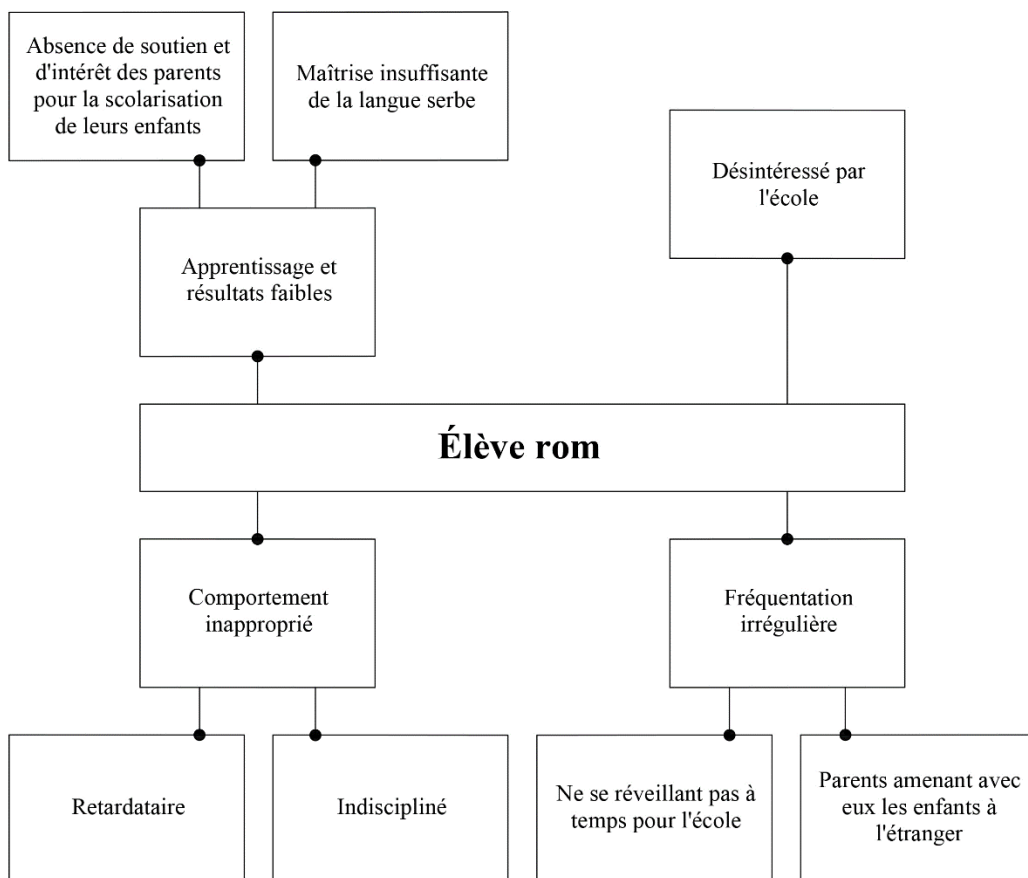 Absence de soutien et
d'intérêt des parents
pour la scolarisation
de leurs enfants
Maîtrise insuffisante
de la langue serbe
Désintéressé par
l'école
Apprentissage et
résultats faibles
Élève rom
Comportement
inapproprié
Fréquentation
irrégulière
Retardataire
Indiscipliné
Ne se réveillant pas à
temps pour l'école
Parents amenant avec
eux les enfants à
l'étranger